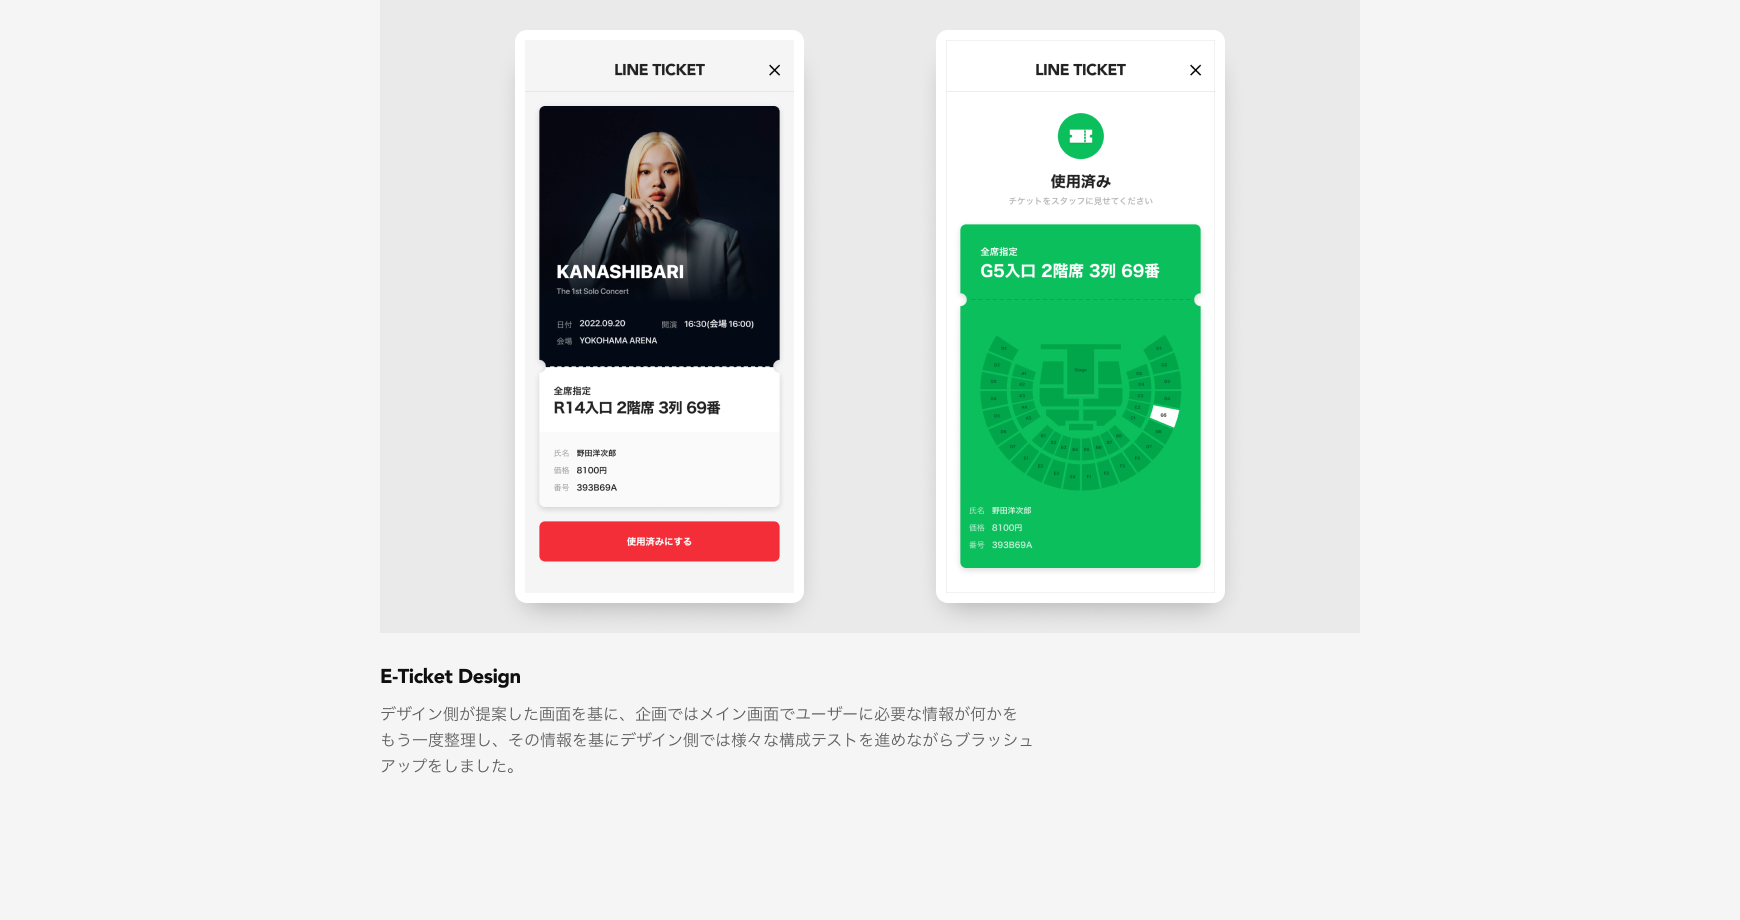 LINE TICKET
KANASHIBARI
The 1st Solo Concert
日付 2022.09.20 開演 16:30(会場 16:00)
会場 YOKOHAMA ARENA
全席指定
R14入口 2階席 3列 69番
氏名 野田洋次郎
価格 8100円
番号 393B69A
使用済みにする
LINE TICKET
使用済み
チケットをスタッフに見せてください
全席指定
G5入口 2階席 3列 69番
氏名 野田洋次郎
価格 8100円
番号 393B69A
E-Ticket Design
デザイン側が提案した画面を基に、企画ではメイン画面でユーザーに必要な情報が何かを
もう一度整理し、その情報を基にデザイン側では様々な構成テストを進めながらブラッシュ
アップをしました。